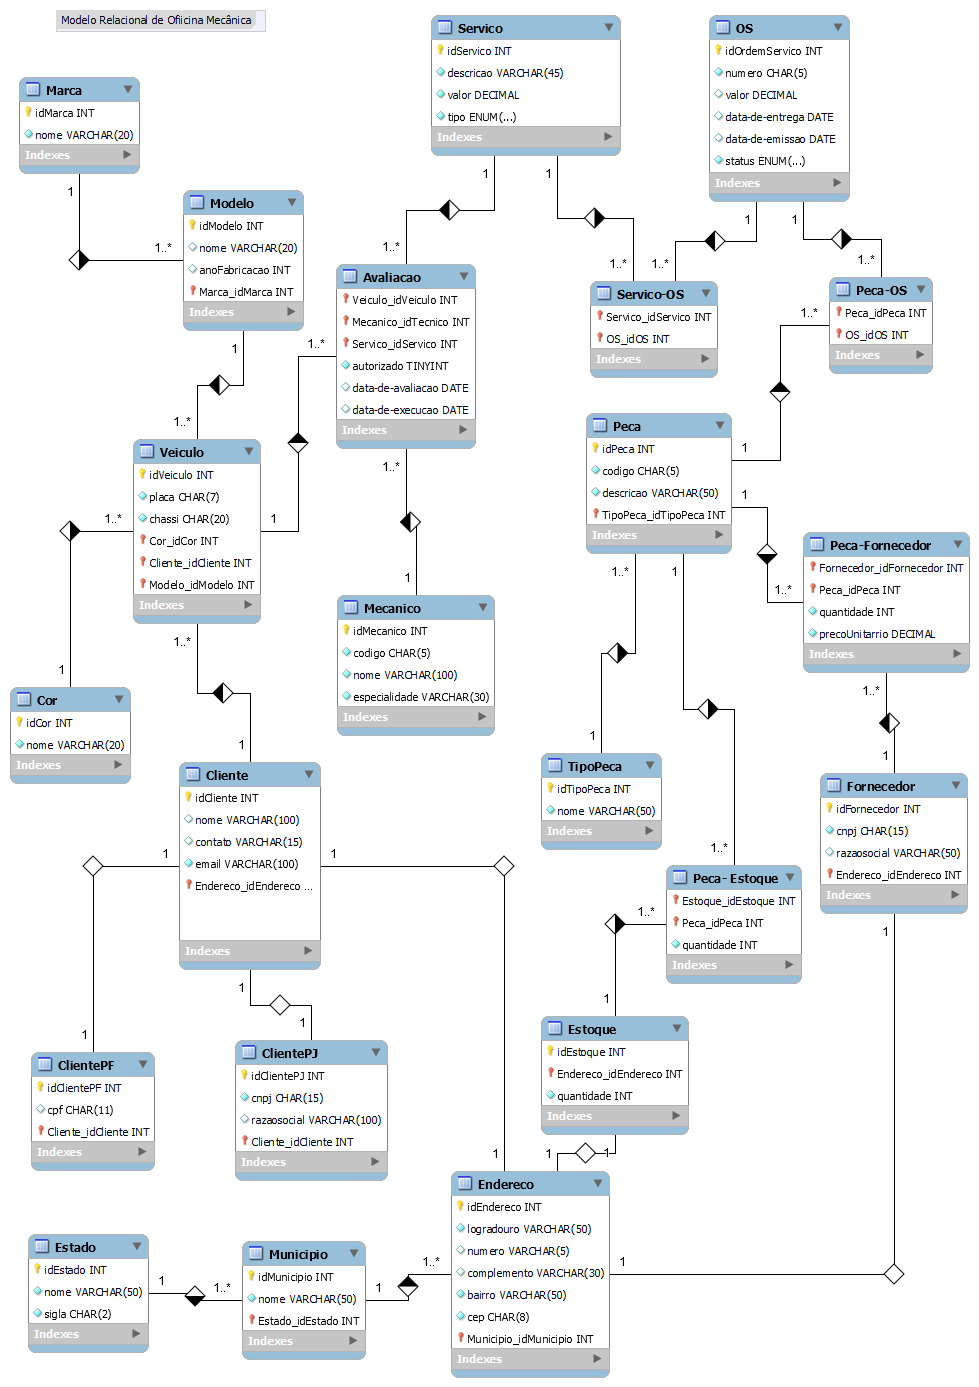 Modelo Relacional de Oficina Mecânica
Marca
idMarca INT
nome VARCHAR(20)
Indexes
1
1..*
Modelo
idModelo INT
nome VARCHAR(20)
anoFabricacao INT
Marca_idMarca INT
Indexes
1
1..*
Servico
idServico INT
descricao VARCHAR(45)
valor DECIMAL
tipo ENUM(...)
Indexes
1
1
1..*
1..*
OS
idOrdemServico INT
numero CHAR(5)
valor DECIMAL
data-de-entrega DATE
data-de-emissao DATE
status ENUM(...)
Indexes
1
1
1..*
1..*
Avaliacao
Veiculo_idVeiculo INT
Mecanico_idTecnico INT
Servico_idServico INT
autorizado TINYINT
data-de-avaliacao DATE
data-de-execucao DATE
Indexes
1..*
1..*
1
Servico-OS
Servico_idServico INT
OS_idOS INT
Indexes
Peca-OS
Peca_idPeca INT
OS_idOS INT
Indexes
1..*
Veiculo
idVeiculo INT
placa CHAR(7)
chassi CHAR(20)
Cor_idCor INT
Cliente_idCliente INT
Modelo_idModelo INT
Indexes
1..*
1
1..*
1
Peca
idPeca INT
codigo CHAR(5)
descricao VARCHAR(50)
TipoPeca_idTipoPeca INT
Indexes
1
1
1..*
1
1..*
Peca-Fornecedor
Fornecedor_idFornecedor INT
Peca_idPeca INT
quantidade INT
precoUnitarrio DECIMAL
Indexes
1..*
1
Mecanico
idMecanico INT
codigo CHAR(5)
nome VARCHAR(100)
especialidade VARCHAR(30)
Indexes
Cor
idCor INT
nome VARCHAR(20)
Indexes
1
Cliente
idCliente INT
nome VARCHAR(100)
contato VARCHAR(15)
email VARCHAR(100)
Endereco_idEndereco ...
Indexes
1
1
1
1
1
TipoPeca
idTipoPeca INT
nome VARCHAR(50)
Indexes
1
1..*
Fornecedor
idFornecedor INT
cnpj CHAR(15)
razaosocial VARCHAR(50)
Endereco_idEndereco INT
Indexes
1
Peca- Estoque
Estoque_idEstoque INT
Peca_idPeca INT
quantidade INT
Indexes
1..*
1
Estoque
idEstoque INT
Endereco_idEndereco INT
quantidade INT
Indexes
1
1
ClientePF
idClientePF INT
cpf CHAR(11)
Cliente_idCliente INT
Indexes
ClientePJ
idClientePJ INT
cnpj CHAR(15)
razaosocial VARCHAR(100)
Cliente_idCliente INT
Indexes
1
Endereco
idEndereco INT
logradouro VARCHAR(50)
numero VARCHAR(5)
complemento VARCHAR(30)
bairro VARCHAR(50)
cep CHAR(8)
Municipio_idMunicipio INT
Indexes
1..*
1
Estado
idEstado INT
nome VARCHAR(50)
sigla CHAR(2)
Indexes
1
1..*
Municipio
idMunicipio INT
nome VARCHAR(50)
Estado_idEstado INT
Indexes
1